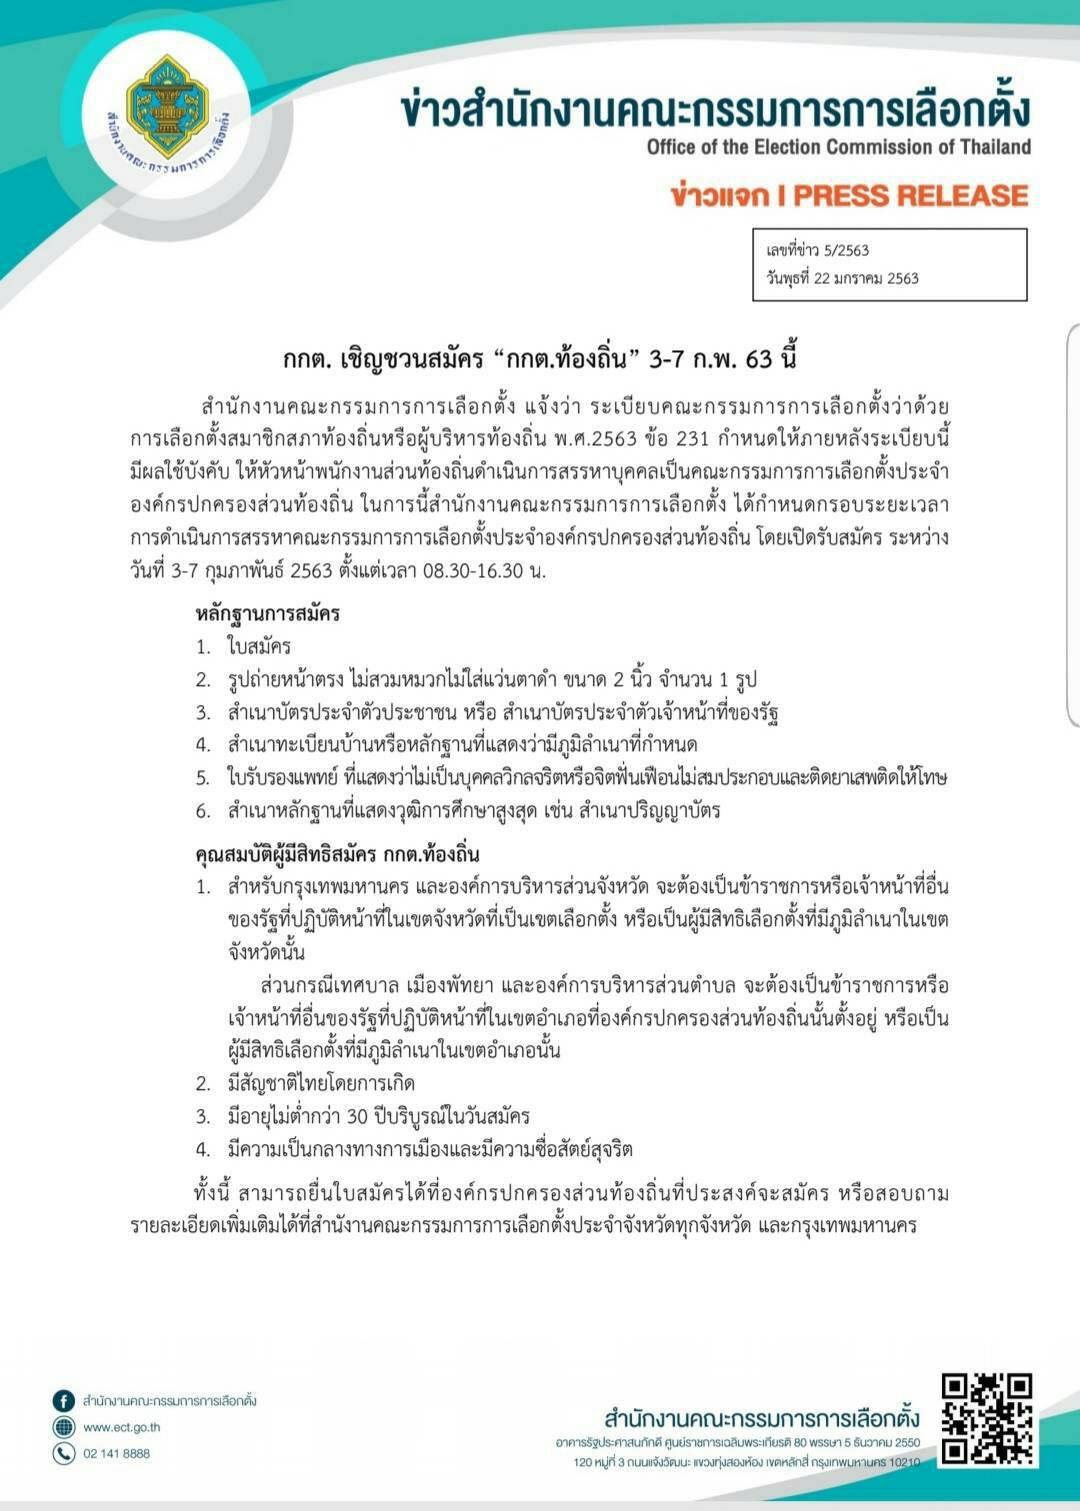 สำนักงานคณะกรรมการการเลือกตั้ง
ข่าวสำนักงานคณะกรรมการการเลือกตั้ง
Office of the Election Commission of Thailand
ข่าวแจก I PRESS RELEASE
เลขที่ข่าว 5/2563
วันพุธที่ 22 มกราคม 2563
กกต. เชิญชวนสมัคร “กกต.ท้องถิ่น” 3-7 ก.พ. 63 นี้
สำนักงานคณะกรรมการการเลือกตั้ง แจ้งว่า ระเบียบคณะกรรมการการเลือกตั้งว่าด้วย
การเลือกตั้งสมาชิกสภาท้องถิ่นหรือผู้บริหารท้องถิ่น พ.ศ.2563 ข้อ 231 กำหนดให้ภายหลังระเบียบนี้
มีผลใช้บังคับ ให้หัวหน้าพนักงานส่วนท้องถิ่นดำเนินการสรรหาบุคคลเป็นคณะกรรมการการเลือกตั้งประจำ
องค์กรปกครองส่วนท้องถิ่น ในการนี้สำนักงานคณะกรรมการการเลือกตั้ง ได้กำหนดกรอบระยะเวลา
การดำเนินการสรรหาคณะกรรมการการเลือกตั้งประจำองค์กรปกครองส่วนท้องถิ่น โดยเปิดรับสมัคร ระหว่าง
วันที่ 3-7 กุมภาพันธ์ 2563 ตั้งแต่เวลา 08.30-16.30 น.
หลักฐานการสมัคร
1. ใบสมัคร
2. รูปถ่ายหน้าตรง ไม่สวมหมวกไม่ใส่แว่นตาดำ ขนาด 2 นิ้ว จำนวน 1 รูป
3. สำเนาบัตรประจำตัวประชาชน หรือ สำเนาบัตรประจำตัวเจ้าหน้าที่ของรัฐ
4. สำเนาทะเบียนบ้านหรือหลักฐานที่แสดงว่ามีภูมิลำเนาที่กำหนด
5. ใบรับรองแพทย์ ที่แสดงว่าไม่เป็นบุคคลวิกลจริตหรือจิตฟั่นเฟือนไม่สมประกอบและติดยาเสพติดให้โทษ
6. สำเนาหลักฐานที่แสดงวุฒิการศึกษาสูงสุด เช่น สำเนาปริญญาบัตร
คุณสมบัติผู้มีสิทธิสมัคร กกต.ท้องถิ่น
1. สำหรับกรุงเทพมหานคร และองค์การบริหารส่วนจังหวัด จะต้องเป็นข้าราชการหรือเจ้าหน้าที่อื่น
ของรัฐที่ปฏิบัติหน้าที่ในเขตจังหวัดที่เป็นเขตเลือกตั้ง หรือเป็นผู้มีสิทธิเลือกตั้งที่มีภูมิลำเนาในเขต
จังหวัดนั้น
ส่วนกรณีเทศบาล เมืองพัทยา และองค์การบริหารส่วนตำบล จะต้องเป็นข้าราชการหรือ
เจ้าหน้าที่อื่นของรัฐที่ปฏิบัติหน้าที่ในเขตอำเภอที่องค์กรปกครองส่วนท้องถิ่นนั้นตั้งอยู่ หรือเป็น
ผู้มีสิทธิเลือกตั้งที่มีภูมิลำเนาในเขตอำเภอนั้น
2. มีสัญชาติไทยโดยการเกิด
3. มีอายุไม่ต่ำกว่า 30 ปีบริบูรณ์ในวันสมัคร
4. มีความเป็นกลางทางการเมืองและมีความซื่อสัตย์สุจริต
ทั้งนี้ สามารถยื่นใบสมัครได้ที่องค์กรปกครองส่วนท้องถิ่นที่ประสงค์จะสมัคร หรือสอบถาม
รายละเอียดเพิ่มเติมได้ที่สำนังานคณะกรรมการการเลือกตั้งประจำจังหวัดทุกจังหวัด และกรุงเทพมหานคร
สำนักงานคณะกรรมการการเลือกตั้ง
www.ect.go.th
02 141 8888
สำนักงานคณะกรรมการการเลือกตั้ง
อาคารรัฐประศาสนภักดี ศูนย์ราชการเฉลิมพระเกียรติ 80 พรรษา 5 ธันวาคม 2550
120 หมู่ที่ 3 ถนนแจ้งวัฒนะ แขวงทุ่งสองห้อง เขตหลักสี่ กรุงเทพมหานคร 10210